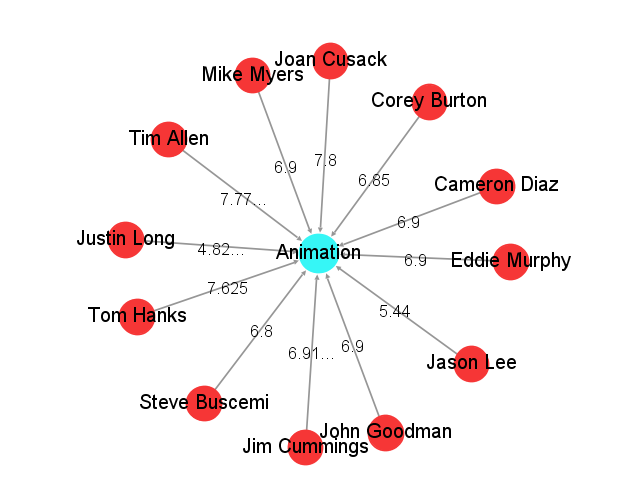 Joan Cusack
Mike Myers
Corey Burton
Tim Allen
7.8
6.9
6.85
Cameron Diaz
7.77...
6.9
Justin Long
4.82...
Animation
6.9
Eddie Murphy
7.625
Tom Hanks
5.44
6.8
6.91...
6.9
Jason Lee
Steve Buscemi
John Goodman
Jim Cummings